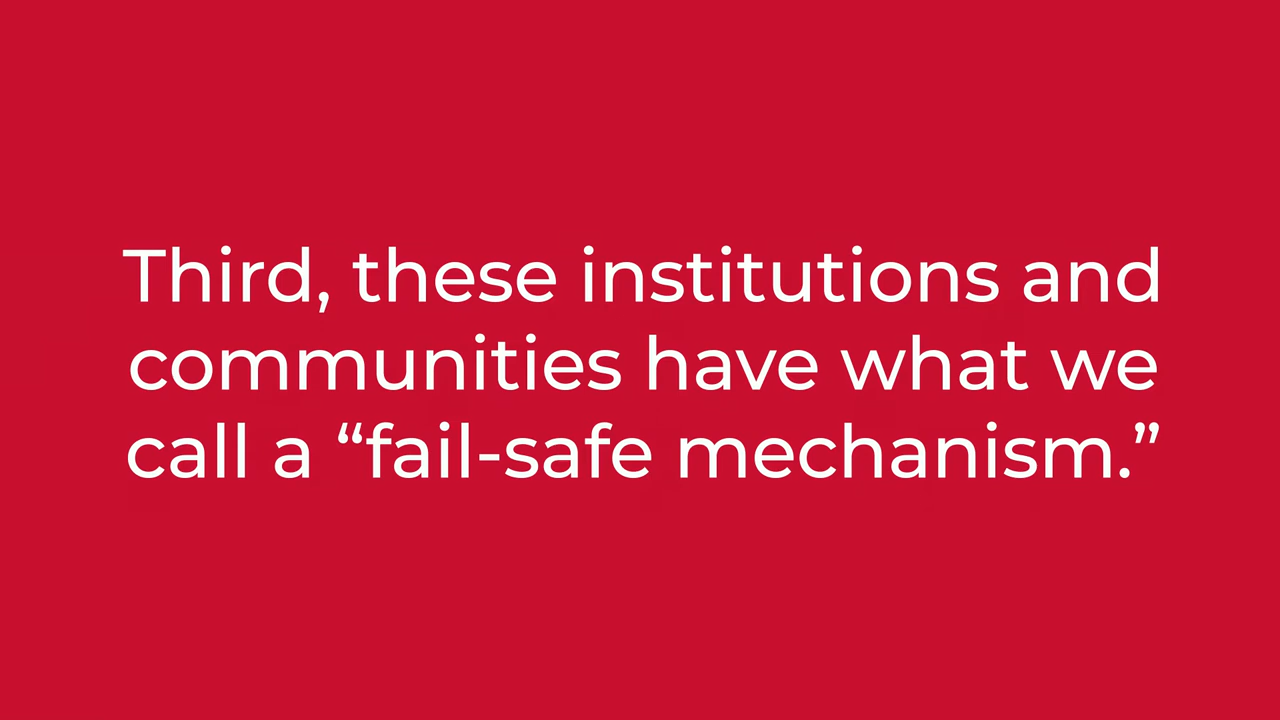 Third, these institutions and
communities have what we
call a “fail-safe mechanism.”